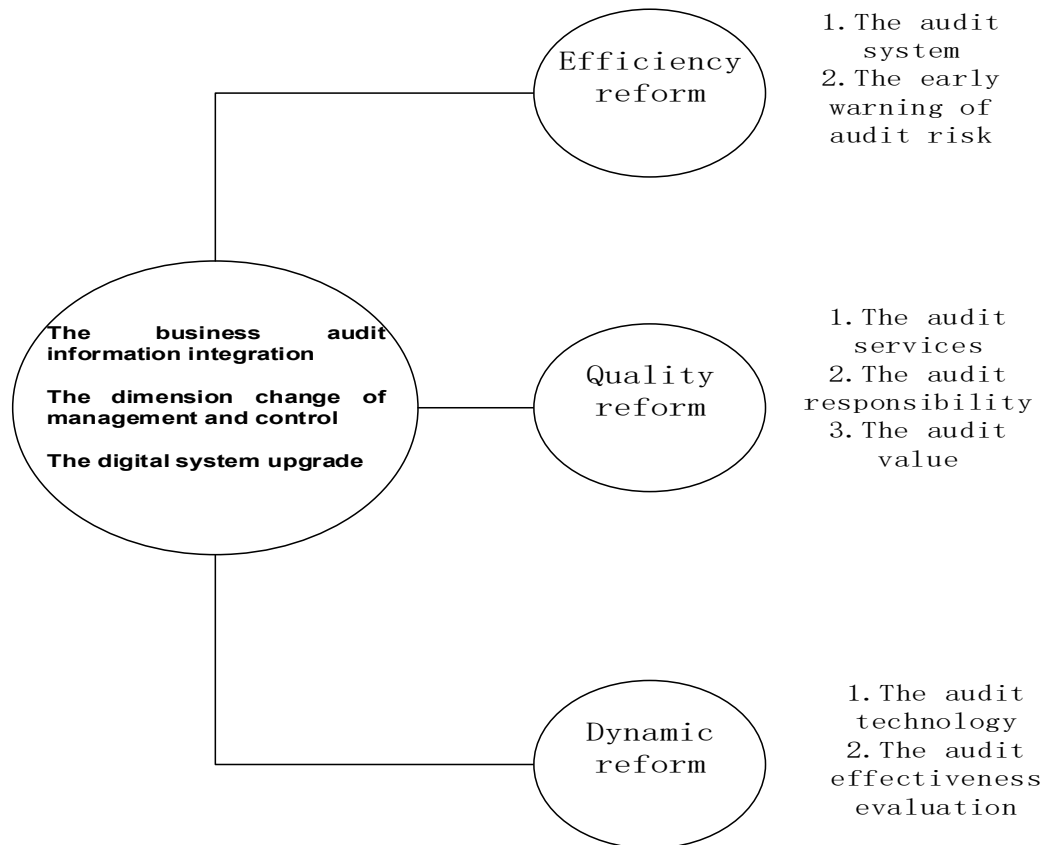 Efficiency
reform
1. The audit
system
2. The early
warning of
audit risk
The business audit
information integration
The dimension change of
management and control
The digital system upgrade
Quality
reform
1. The audit
services
2. The audit
responsibility
3. The audit
value
Dynamic
reform
1. The audit
technology
2. The audit
effectiveness
evaluation